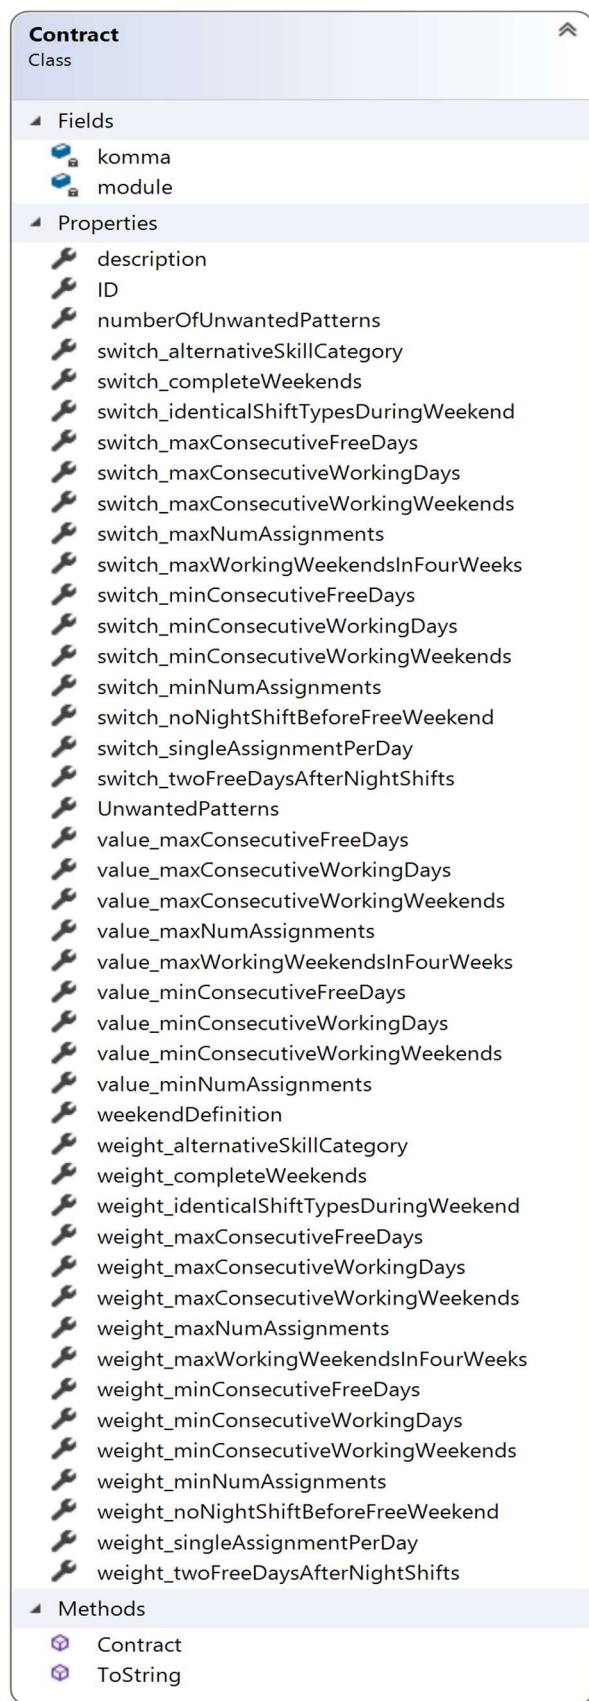 Contract
Class
Fields
komma
module
Properties
description
ID
numberOfUnwantedPatterns
switch_alternativeSkillCategory
switch_completeWeekends
switch_identicalShiftTypesDuringWeekend
switch_maxConsecutiveFreeDays
switch_maxConsecutiveWorkingDays
switch_maxConsecutiveWorkingWeekends
switch_maxNumAssignments
switch_maxWorkingWeekendsInFourWeeks
switch_minConsecutiveFreeDays
switch_minConsecutiveWorkingDays
switch_minConsecutiveWorkingWeekends
switch_minNumAssignments
switch_noNightShiftBeforeFreeWeekend
switch_singleAssignmentPerDay
switch_twoFreeDaysAfterNightShifts
UnwantedPatterns
value_maxConsecutiveFreeDays
value_maxConsecutiveWorkingDays
value_maxConsecutiveWorkingWeekends
value_maxNumAssignments
value_maxWorkingWeekendsInFourWeeks
value_minConsecutiveFreeDays
value_minConsecutiveWorkingDays
value_minConsecutiveWorkingWeekends
value_minNumAssignments
weekendDefinition
weight_alternativeSkillCategory
weight_completeWeekends
weight_identicalShiftTypesDuringWeekend
weight_maxConsecutiveFreeDays
weight_maxConsecutiveWorkingDays
weight_maxConsecutiveWorkingWeekends
weight_maxNumAssignments
weight_maxWorkingWeekendsInFourWeeks
weight_minConsecutiveFreeDays
weight_minConsecutiveWorkingDays
weight_minConsecutiveWorkingWeekends
weight_minNumAssignments
weight_noNightShiftBeforeFreeWeekend
weight_singleAssignmentPerDay
weight_twoFreeDaysAfterNightShifts
Methods
Contract
ToString